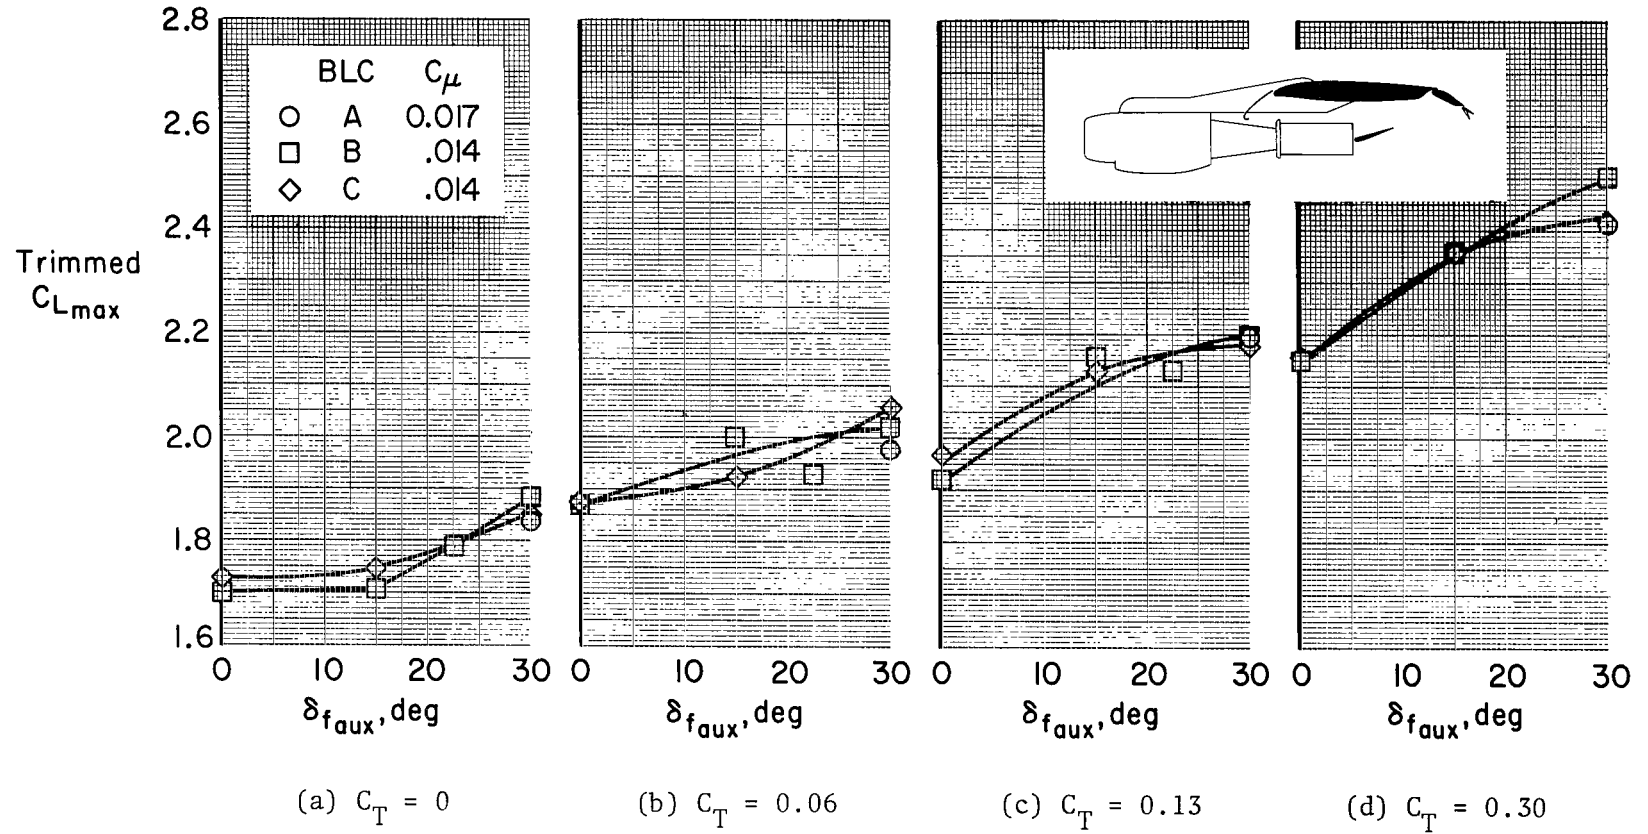 2.8
2.6
2.4
2.2
2.0
1.8
1.6
Trimmed
CLmax
BLC Cμ
A 0.017
B .014
C .014
0 10 20 30 0 10 20 30 0 10 20 30 0 10 20 30
δfaux, deg δfaux, deg δfaux, deg δfaux, deg
(a) CT = 0 (b) CT = 0.06 (c) CT = 0.13 (d) CT = 0.30